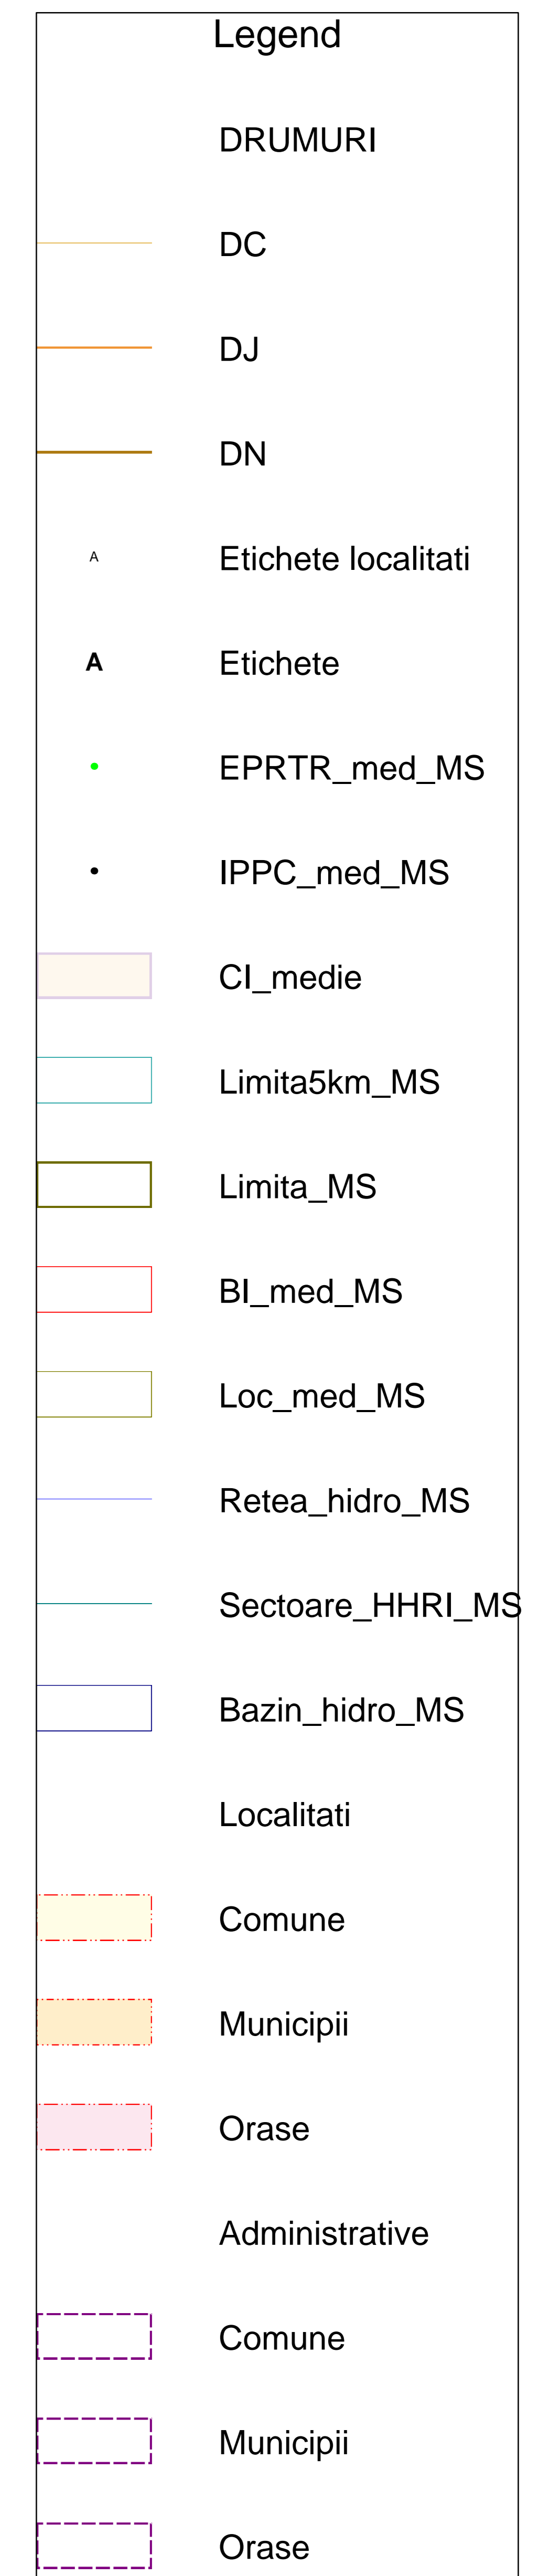 Legend
DRUMURI
DC
DJ
DN
A Etichete localitati
A Etichete
EPRTR_med_MS
IPPC_med_MS
CI_medie
Limita5km_MS
Limita_MS
BI_med_MS
Loc_med_MS
Retea_hidro_MS
Sectoare_HHRI_MS
Bazin_hidro_MS
Localitati
Comune
Municipii
Orase
Administrative
Comune
Municipii
Orase